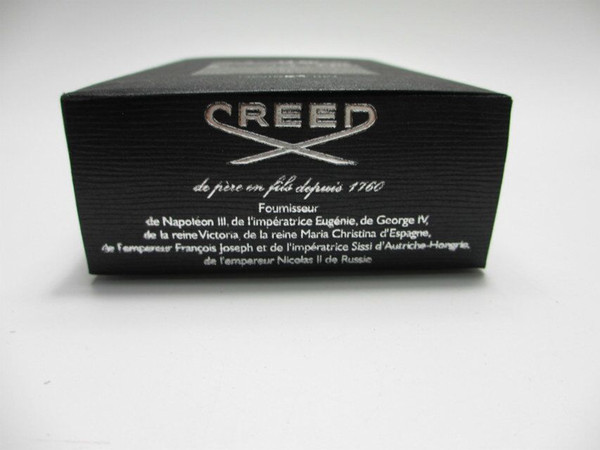 CREED
de père en fils depuis 1760
Fournisseur
de Napoléon III, de l'impératrice Eugénie, de George IV,
de la reine Victoria, de la reine Maria Christina d'Espagne,
de l'empereur François Joseph et de l'impératrice Sissi d'Autriche-Hongrie,
de l'empereur Nicolas II de Russie